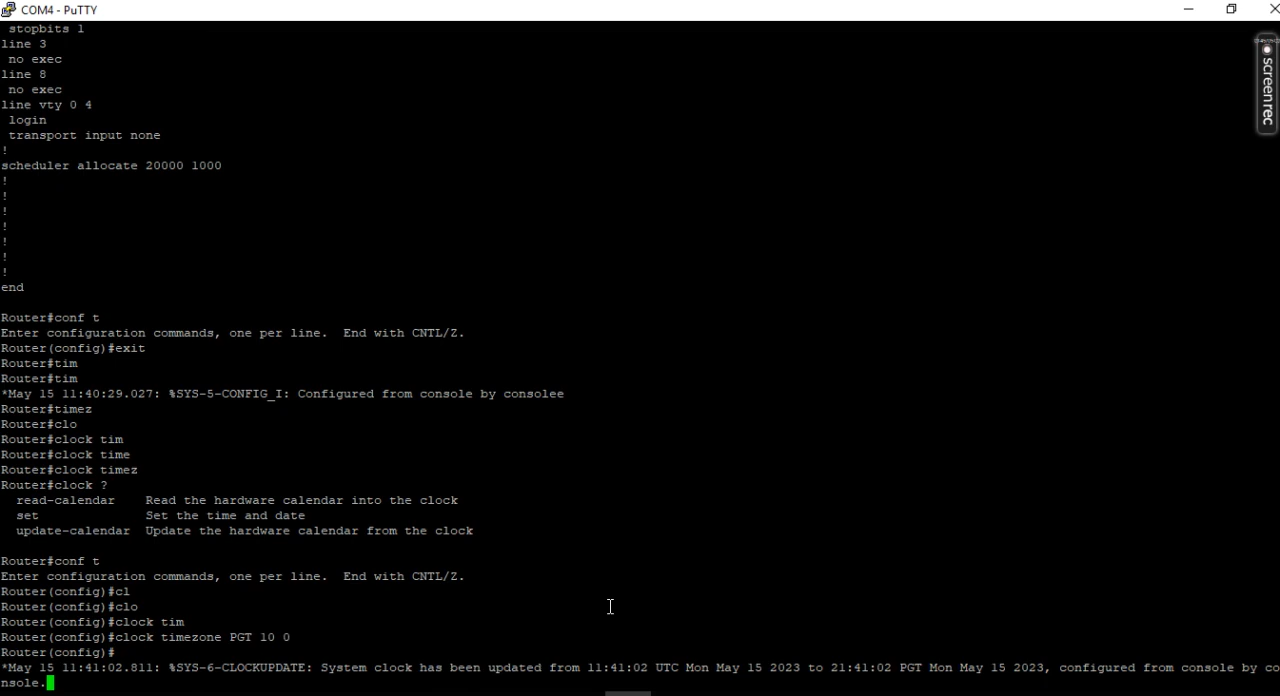 COM4 - PuTTY
 stopbits 1
line 3
 no exec
line 8
 no exec
line vty 0 4
 login
 transport input none
!
scheduler allocate 20000 1000
!
!
!
!
!
!
!
end
Router#conf t
Enter configuration commands, one per line.  End with CNTL/Z.
Router(config)#exit
Router#tim
Router#tim
*May 15 11:40:29.027: %SYS-5-CONFIG_I: Configured from console by consolee
Router#timez
Router#clo
Router#clock tim
Router#clock time
Router#clock timez
Router#clock ?
  read-calendar    Read the hardware calendar into the clock
  set              Set the time and date
  update-calendar  Update the hardware calendar from the clock
Router#conf t
Enter configuration commands, one per line.  End with CNTL/Z.
Router(config)#cl
Router(config)#clo
Router(config)#clock tim
Router(config)#clock timezone PGT 10 0
Router(config)#
*May 15 11:41:02.811: %SYS-6-CLOCKUPDATE: System clock has been updated from 11:41:02 UTC Mon May 15 2023 to 21:41:02 PGT Mon May 15 2023, configured from console by co
nsole.
screenrec